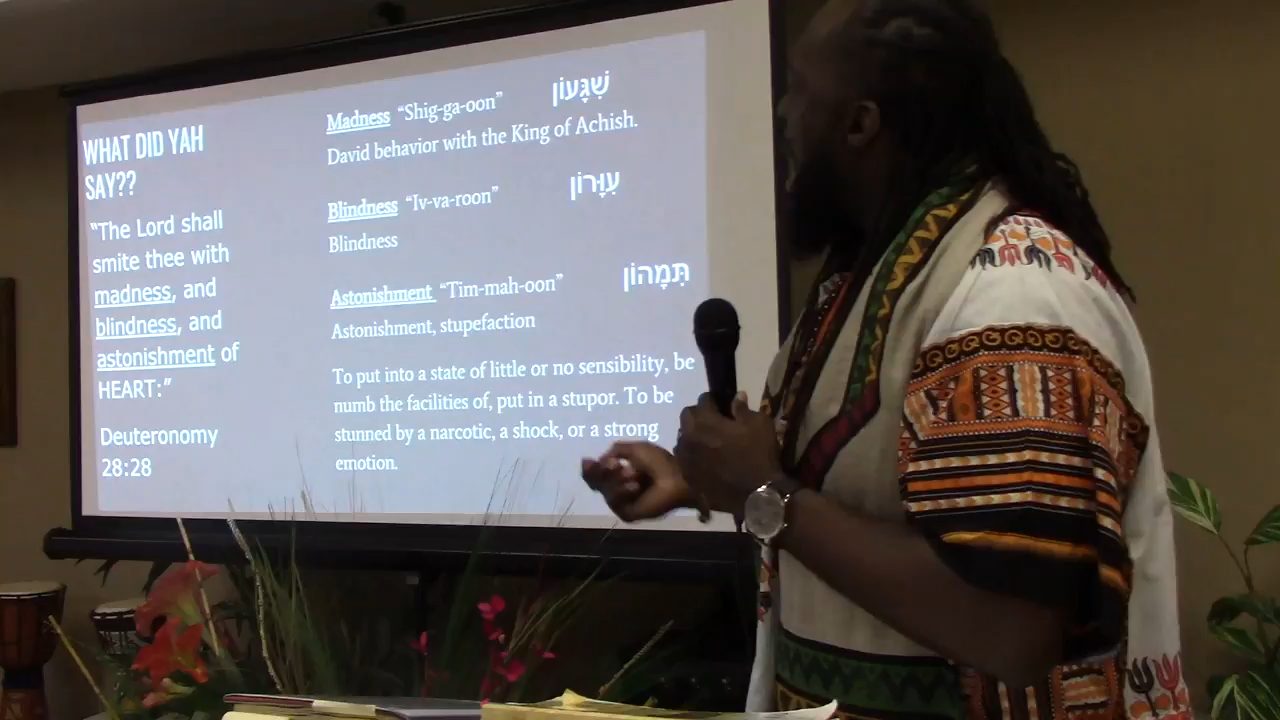 WHAT DID YAH
SAY??
“The Lord shall
smite thee with
madness, and
blindness, and
astonishment of
HEART:”
Deuteronomy
28:28
Madness “Shig-ga-oon” שִׁגָּעוֹן
David behavior with the King of Achish.
Blindness “Iv-va-roon” עִוָּרוֹן
Blindness
Astonishment “Tim-mah-oon” תִּמָּהוֹן
Astonishment, stupefaction
To put into a state of little or no sensibility, be
numb the facilities of, put in a stupor. To be
stunned by a narcotic, a shock, or a strong
emotion.